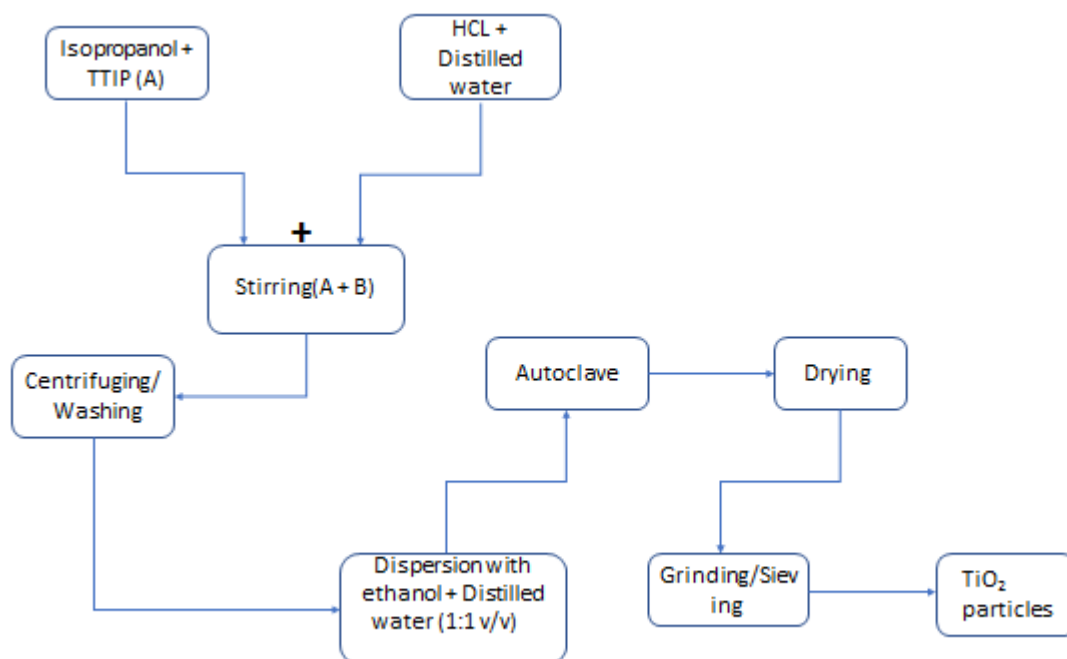 Isopropanol +
TTIP (A)
HCL +
Distilled
water
+
Stirring(A + B)
Centrifuging/
Washing
Autoclave
Drying
Dispersion with
ethanol + Distilled
water (1:1 v/v)
Grinding/Siev
ing
TiO₂
particles